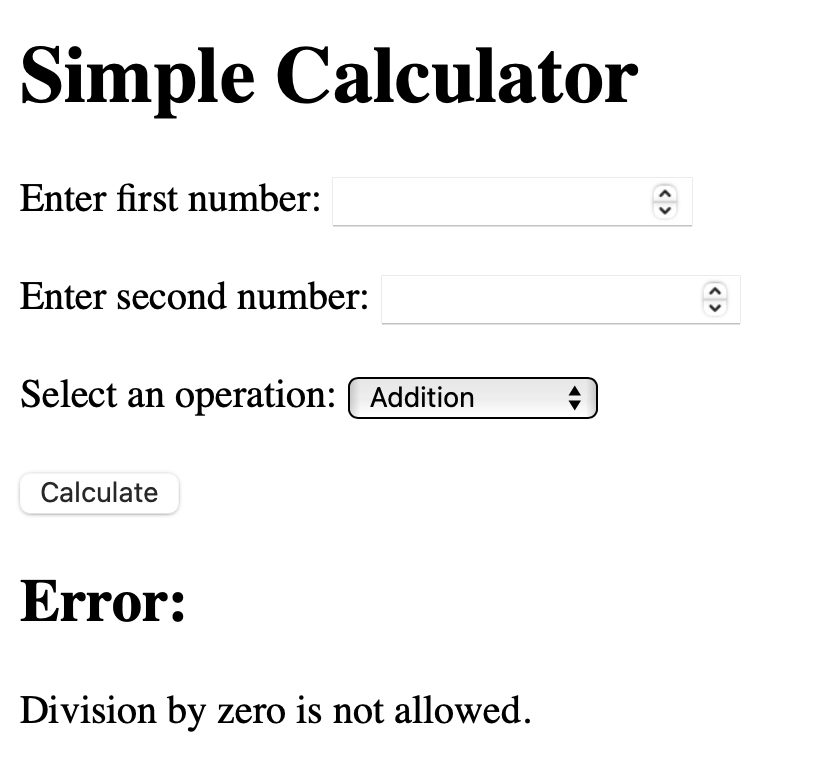 Simple Calculator
Enter first number:
Enter second number:
Select an operation: Addition
Calculate
Error:
Division by zero is not allowed.